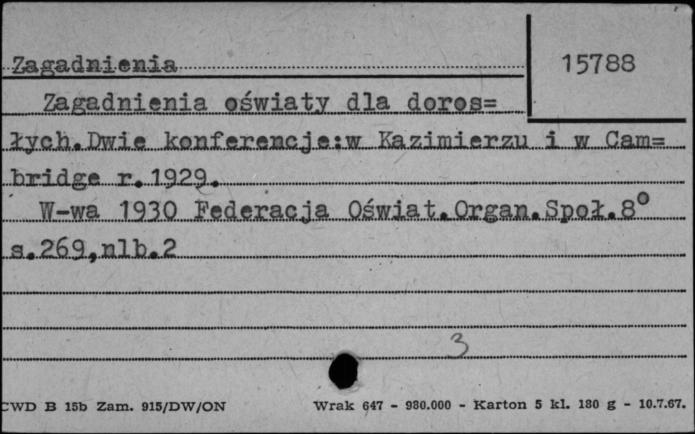 Zagadnienia
15788
Zagadnienia oświaty dla doros=
łych.Dwie konferencje:w Kazimierzu i w Cam=
bridge r.1929.
W-wa 1930 Federacja Oświat.Organ.Społ.8°
s.269,nlb.2
3
CWD B 15b Zam. 915/DW/ON
Wrak 647 - 980.000 - Karton 5 kl. 180 g - 10.7.67.